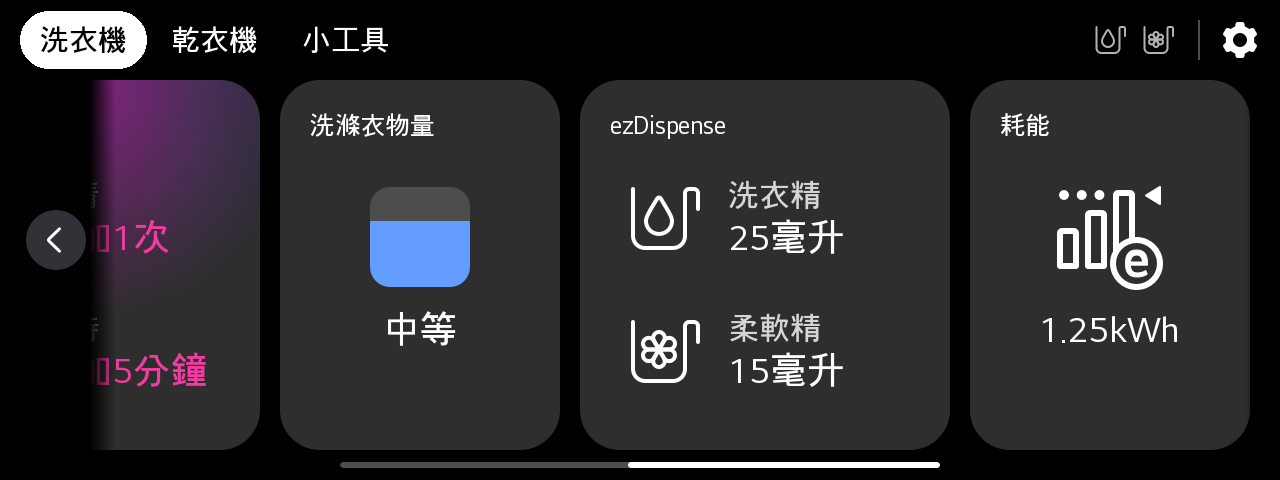 洗衣機
乾衣機
小工具
加1次
加5分鐘
洗滌衣物量
中等
ezDispense
洗衣精
25毫升
柔軟精
15毫升
耗能
e
1.25kWh